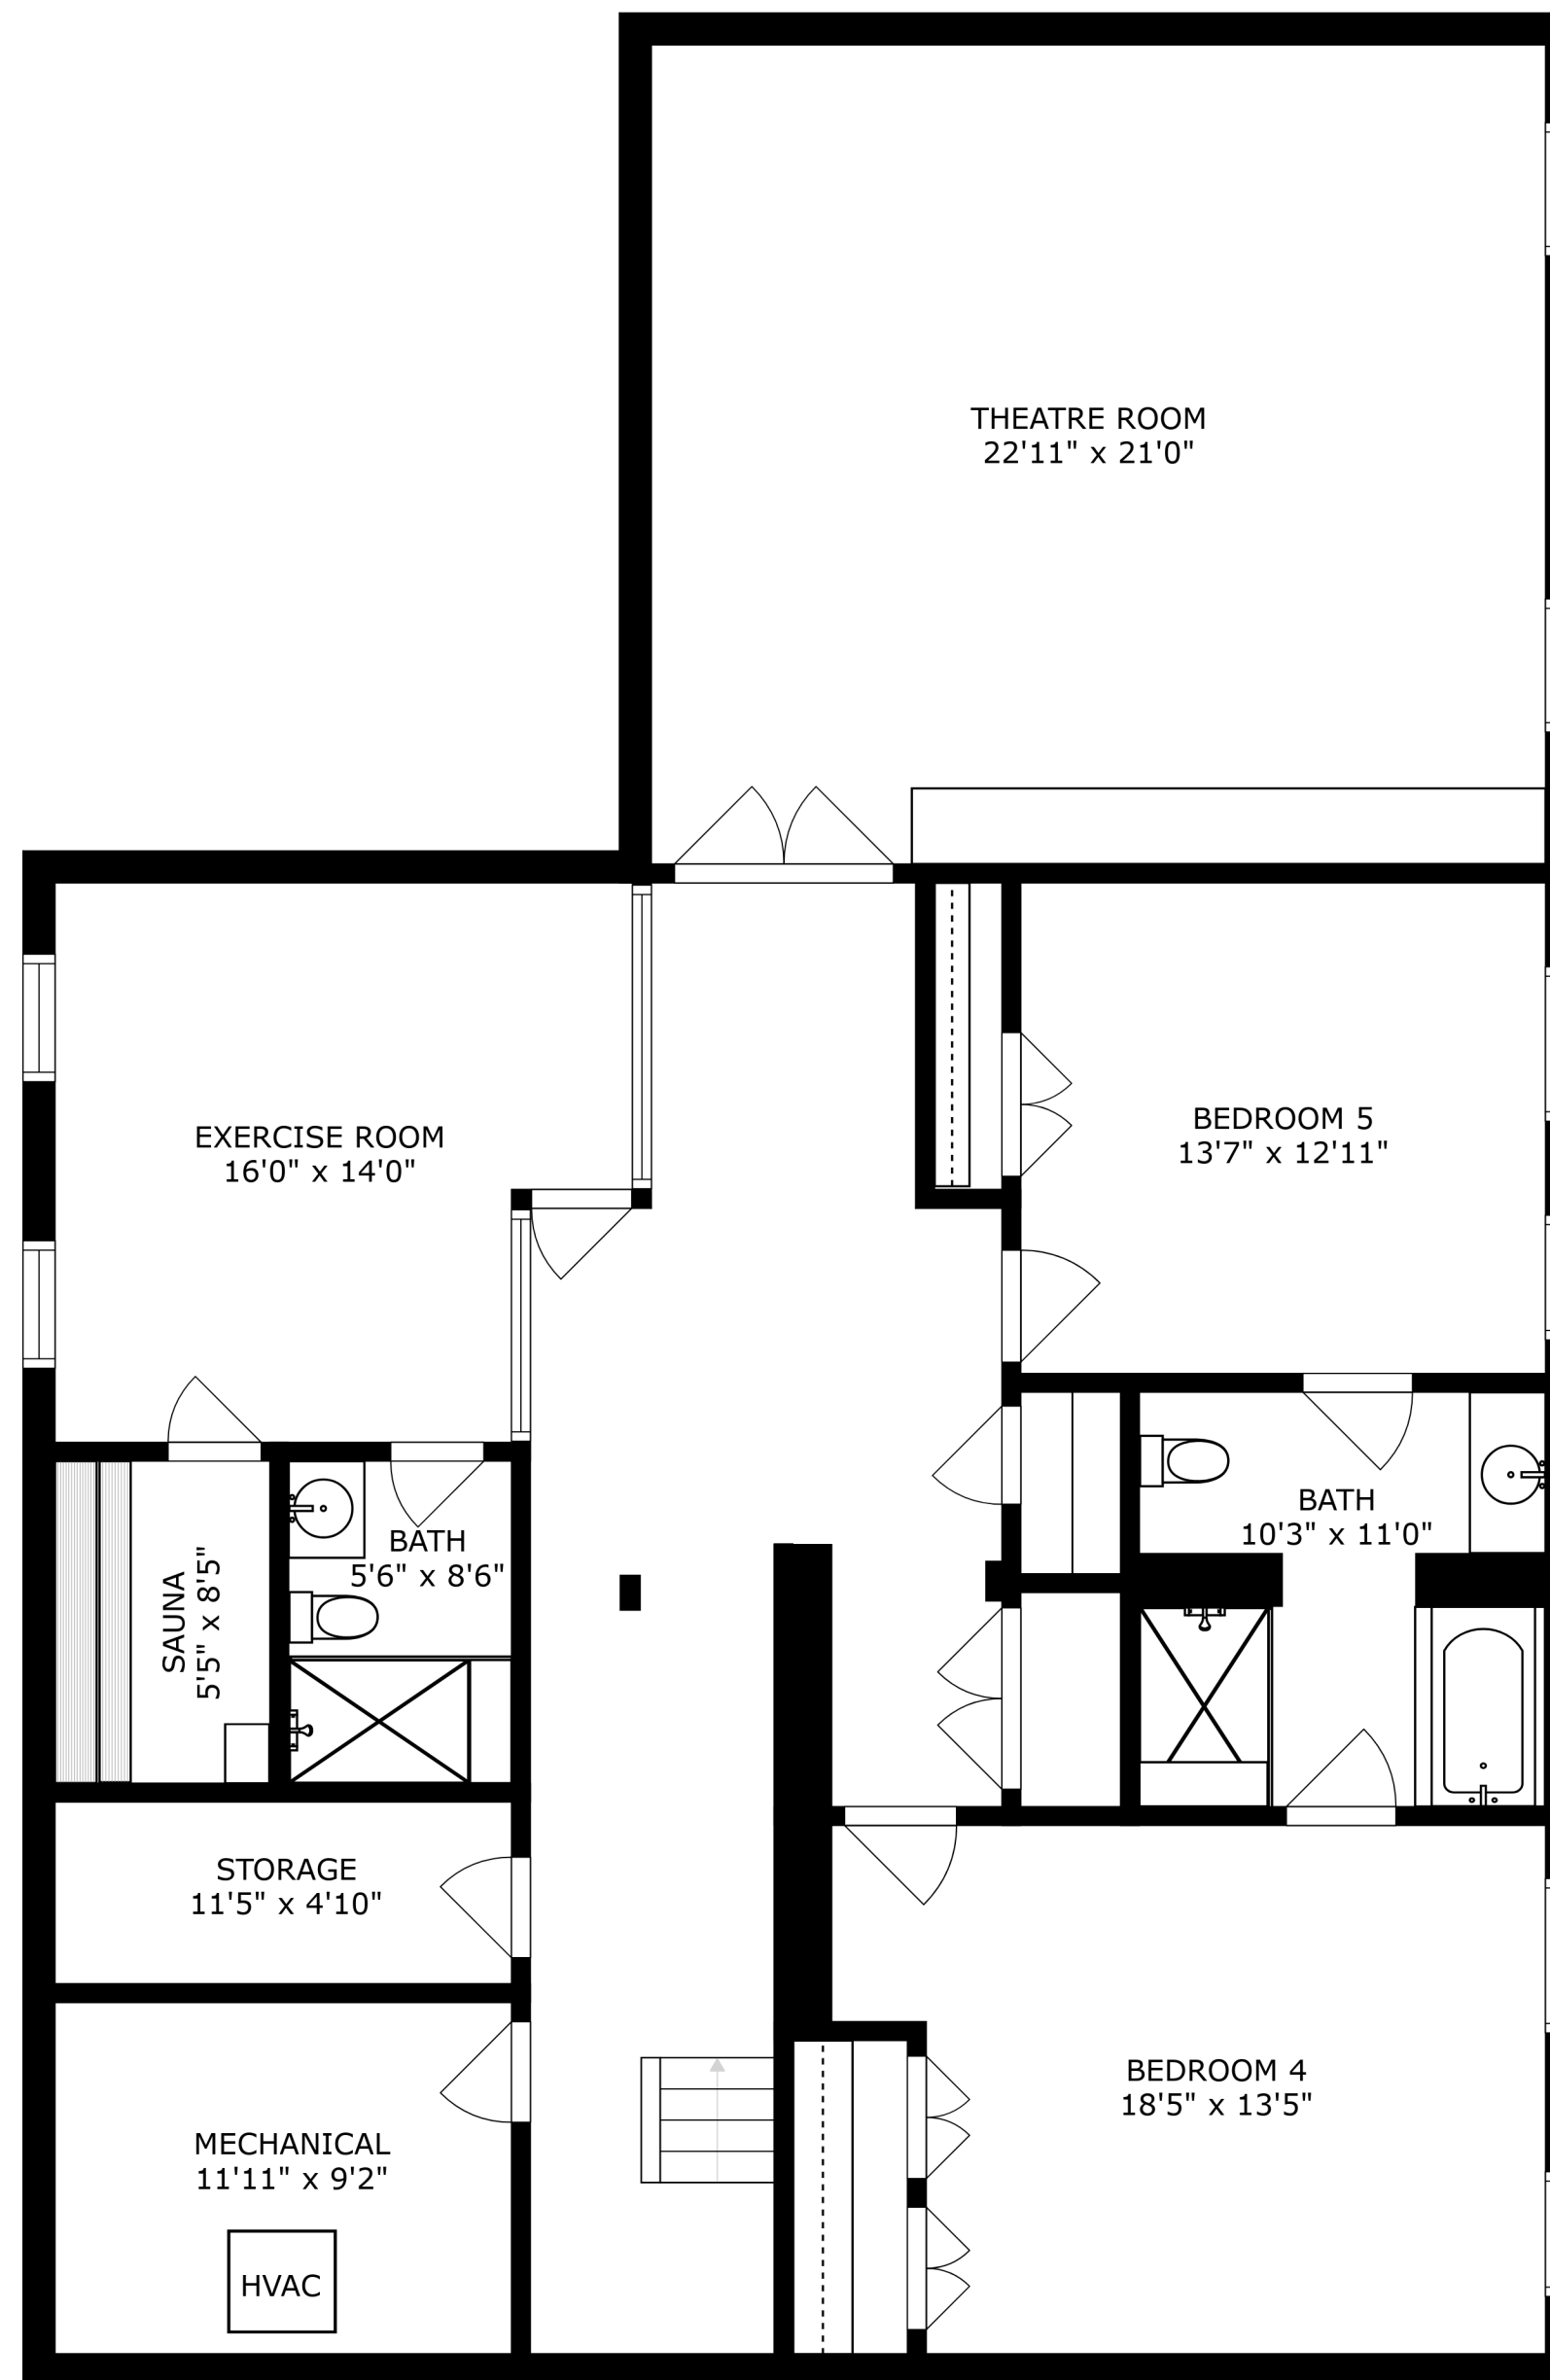 THEATRE ROOM
22'11" x 21'0"
EXERCISE ROOM
16'0" x 14'0"
BEDROOM 5
13'7" x 12'11"
BATH
10'3" x 11'0"
BATH
5'6" x 8'6"
SAUNA
5'5" x 8'5"
STORAGE
11'5" x 4'10"
BEDROOM 4
18'5" x 13'5"
MECHANICAL
11'11" x 9'2"
HVAC